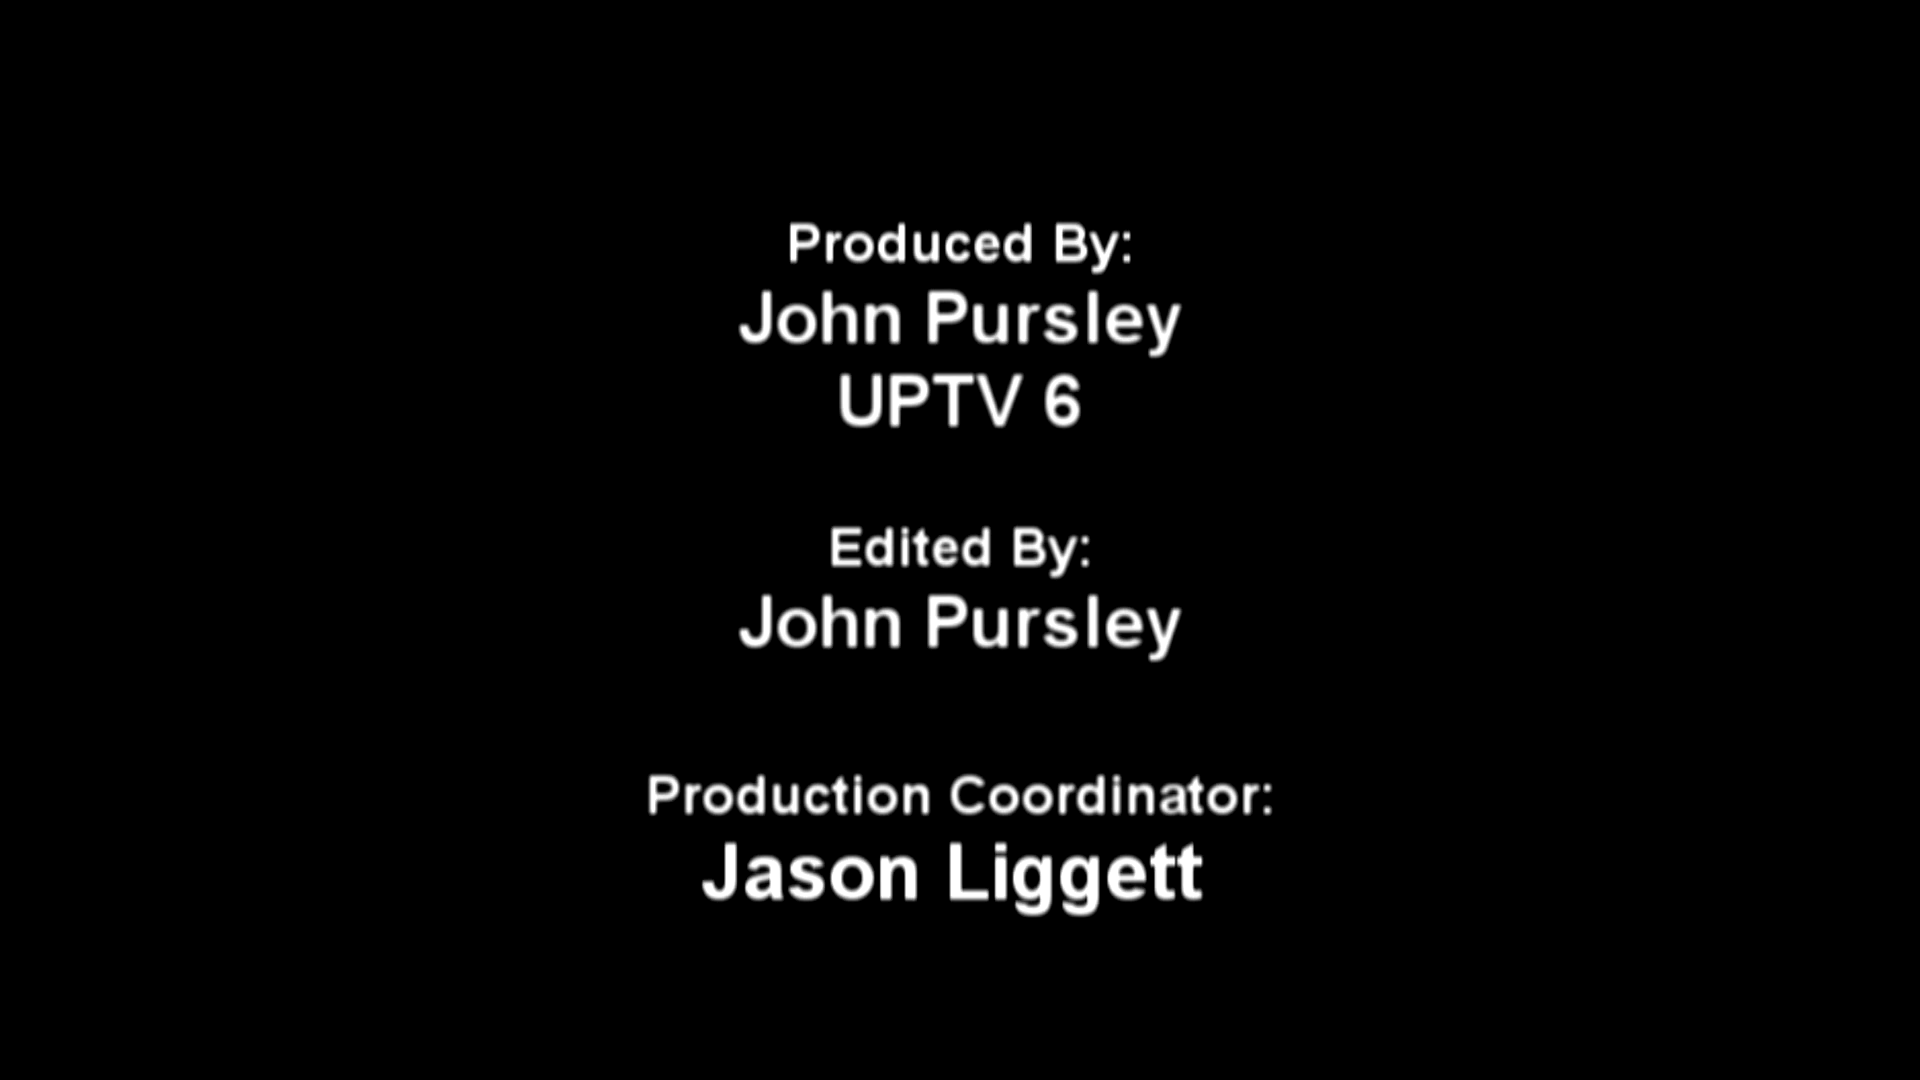 Produced By:
John Pursley
UPTV 6
Edited By:
John Pursley
Production Coordinator:
Jason Liggett